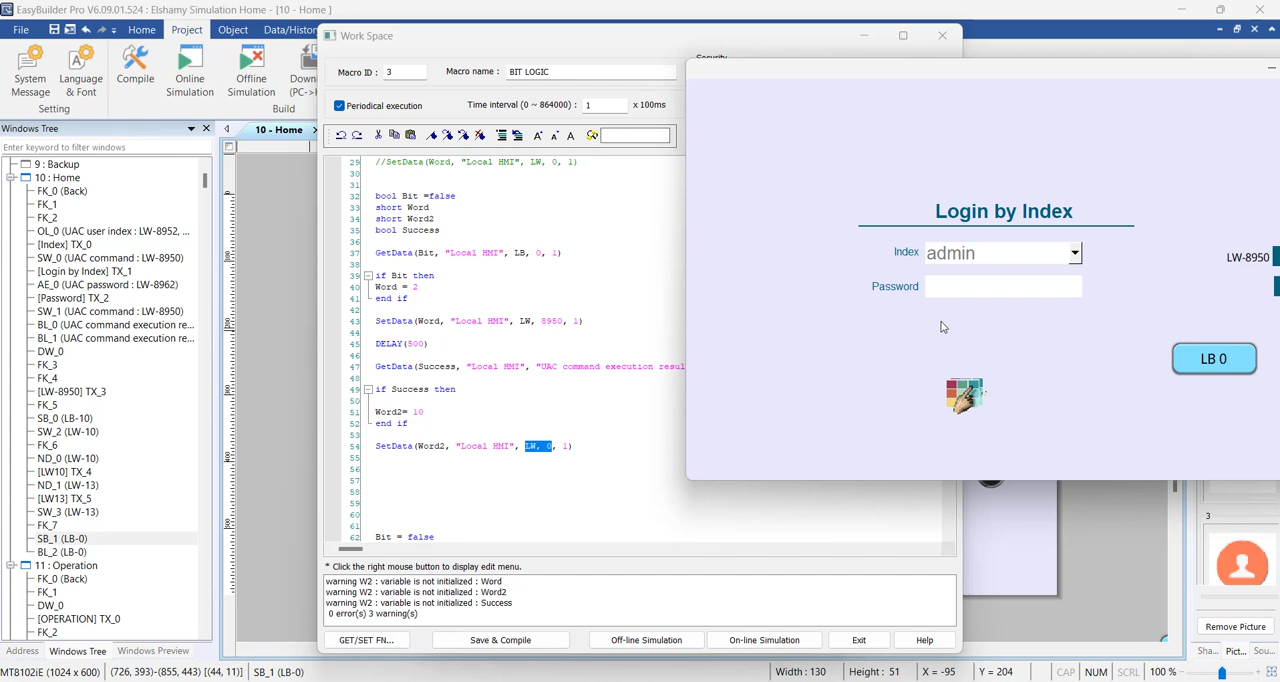 EasyBuilder Pro V6.09.01.524 : Elshamy Simulation Home - [10 - Home ]
File Home Project Object Data/History
System Message
Language & Font
Compile
Online Simulation
Offline Simulation
Setting
Build
Windows Tree
Enter keyword to filter windows
9 : Backup
10 : Home
FK_0 (Back)
FK_1
FK_2
OL_0 (UAC user index : LW-8952, ...
[Index] TX_0
SW_0 (UAC command : LW-8950)
[Login by Index] TX_1
AE_0 (UAC password : LW-8962)
[Password] TX_2
SW_1 (UAC command : LW-8950)
BL_0 (UAC command execution re...
BL_1 (UAC command execution re...
DW_0
FK_3
FK_4
[LW-8950] TX_3
FK_5
SB_0 (LB-10)
SW_2 (LW-10)
FK_6
ND_0 (LW-10)
[LW10] TX_4
ND_1 (LW-13)
[LW13] TX_5
SW_3 (LW-13)
FK_7
SB_1 (LB-0)
BL_2 (LB-0)
11 : Operation
FK_0 (Back)
FK_1
DW_0
[OPERATION] TX_0
FK_2
Address Windows Tree Windows Preview
10 - Home
Work Space
Macro ID : 3 Macro name : BIT LOGIC
Periodical execution Time interval (0 ~ 864000) : 1 x 100ms
29 //SetData(Word, "Local HMI", LW, 0, 1)
30
31
32 bool Bit =false
33 short Word
34 short Word2
35 bool Success
36
37 GetData(Bit, "Local HMI", LB, 0, 1)
38
39 if Bit then
40 Word = 2
41 end if
42
43 SetData(Word, "Local HMI", LW, 8950, 1)
44
45 DELAY(500)
46
47 GetData(Success, "Local HMI", "UAC command execution resul
48
49 if Success then
50
51 Word2= 10
52 end if
53
54 SetData(Word2, "Local HMI", LW, 0, 1)
55
56
57
58
59
60
61
62 Bit = false
* Click the right mouse button to display edit menu.
warning W2 : variable is not initialized : Word
warning W2 : variable is not initialized : Word2
warning W2 : variable is not initialized : Success
0 error(s) 3 warning(s)
GET/SET FN... Save & Compile Off-line Simulation On-line Simulation Exit Help
Login by Index
Index admin
Password
LW-8950
LB 0
3
Remove Picture
Sha... Pict... Sou...
MT8102iE (1024 x 600) (726, 393)-(855, 443) [(44, 11)] SB_1 (LB-0) Width : 130 Height : 51 X = -95 Y = 204 CAP NUM SCRL 100 %